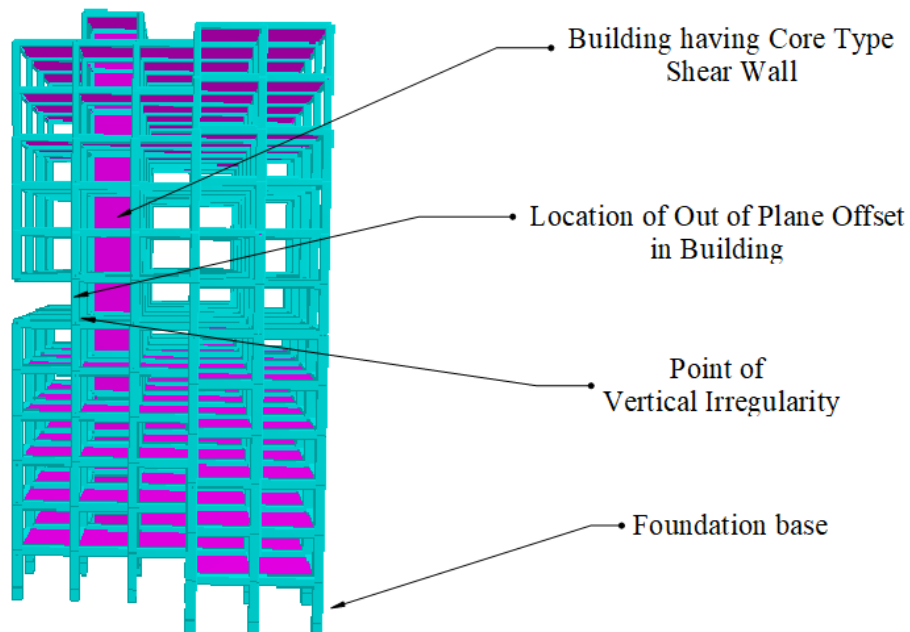 Building having Core Type
Shear Wall
Location of Out of Plane Offset
in Building
Point of
Vertical Irregularity
Foundation base